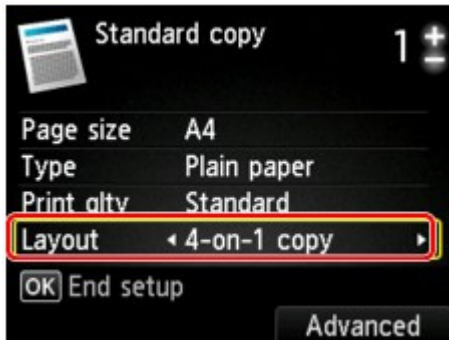 Standard copy
1 +
−
Page size A4
Type Plain paper
Print qlty Standard
Layout 4-on-1 copy
OK End setup
Advanced